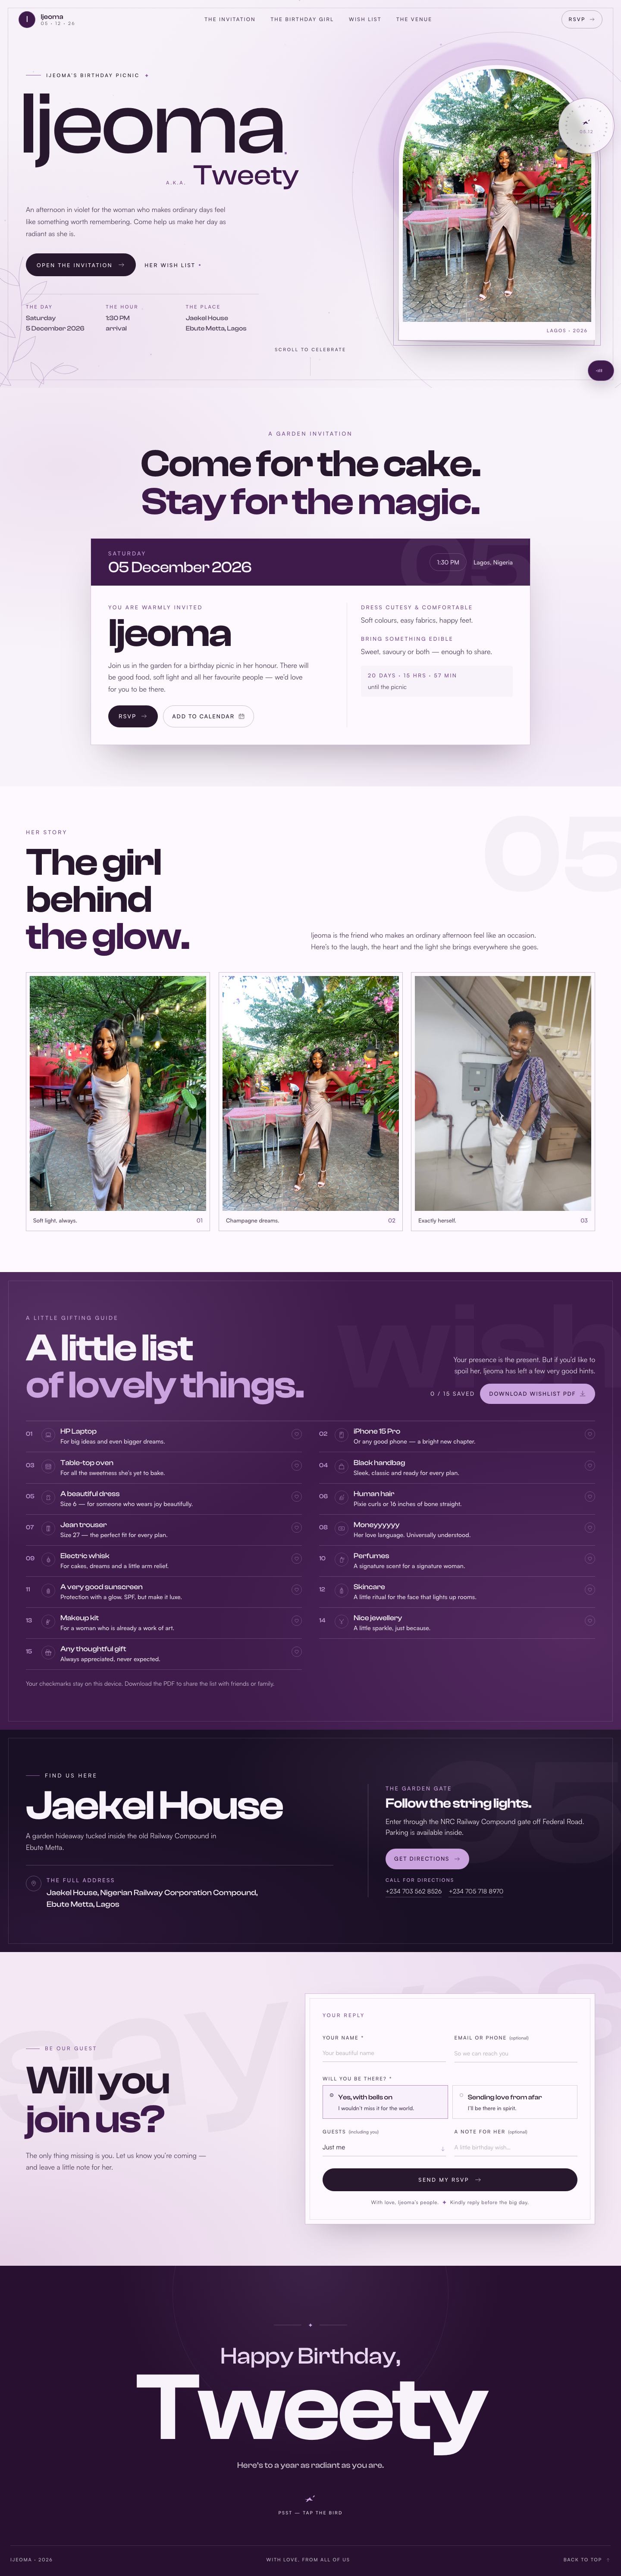 I
Ijeoma
05 · 12 · 26
THE INVITATION
THE BIRTHDAY GIRL
WISH LIST
THE VENUE
RSVP →
IJEOMA'S BIRTHDAY PICNIC
Ijeoma.
A.K.A. Tweety
An afternoon in violet for the woman who makes ordinary days feel
like something worth remembering. Come help us make her day as
radiant as she is.
OPEN THE INVITATION →
HER WISH LIST
THE DAY
Saturday
5 December 2026
THE HOUR
1:30 PM
arrival
THE PLACE
Jaekel House
Ebute Metta, Lagos
LAGOS · 2026
SCROLL TO CELEBRATE
A GARDEN INVITATION
Come for the cake.
Stay for the magic.
SATURDAY
05 December 2026
05
1:30 PM
Lagos, Nigeria
YOU ARE WARMLY INVITED
Ijeoma
Join us in the garden for a birthday picnic in her honour. There will
be good food, soft light and all her favourite people — we'd love
for you to be there.
RSVP →
ADD TO CALENDAR
DRESS CUTESY & COMFORTABLE
Soft colours, easy fabrics, happy feet.
BRING SOMETHING EDIBLE
Sweet, savoury or both — enough to share.
20 DAYS · 15 HRS · 57 MIN
until the picnic
HER STORY
05
The girl
behind
the glow.
Ijeoma is the friend who makes an ordinary afternoon feel like an occasion.
Here's to the laugh, the heart and the light she brings everywhere she goes.
Soft light, always. 01
Champagne dreams. 02
Exactly herself. 03
A LITTLE GIFTING GUIDE
wish
A little list
of lovely things.
Your presence is the present. But if you'd like to
spoil her, Ijeoma has left a few very good hints.
0 / 15 SAVED
DOWNLOAD WISHLIST PDF
01 HP Laptop
For big ideas and even bigger dreams.
02 iPhone 15 Pro
Or any good phone — a bright new chapter.
03 Table-top oven
For all the sweetness she's yet to bake.
04 Black handbag
Sleek, classic and ready for every plan.
05 A beautiful dress
Size 6 — for someone who wears joy beautifully.
06 Human hair
Pixie curls or 16 inches of bone straight.
07 Jean trouser
Size 27 — the perfect fit for every plan.
08 Moneyyyyyy
Her love language. Universally understood.
09 Electric whisk
For cakes, dreams and a little arm relief.
10 Perfumes
A signature scent for a signature woman.
11 A very good sunscreen
Protection with a glow. SPF, but make it luxe.
12 Skincare
A little ritual for the face that lights up rooms.
13 Makeup kit
For a woman who is already a work of art.
14 Nice jewellery
A little sparkle, just because.
15 Any thoughtful gift
Always appreciated, never expected.
Your checkmarks stay on this device. Download the PDF to share the list with friends or family.
FIND US HERE
05
Jaekel House
A garden hideaway tucked inside the old Railway Compound in
Ebute Metta.
THE FULL ADDRESS
Jaekel House, Nigerian Railway Corporation Compound,
Ebute Metta, Lagos
THE GARDEN GATE
Follow the string lights.
Enter through the NRC Railway Compound gate off Federal Road.
Parking is available inside.
GET DIRECTIONS →
CALL FOR DIRECTIONS
+234 703 562 8526 +234 705 718 8970
say yes
BE OUR GUEST
Will you
join us?
The only thing missing is you. Let us know you're coming —
and leave a little note for her.
YOUR REPLY
YOUR NAME *
Your beautiful name
EMAIL OR PHONE (optional)
So we can reach you
WILL YOU BE THERE? *
Yes, with bells on
I wouldn't miss it for the world.
Sending love from afar
I'll be there in spirit.
GUESTS (including you)
Just me
A NOTE FOR HER (optional)
A little birthday wish…
SEND MY RSVP →
With love, Ijeoma's people. ✦ Kindly reply before the big day.
Happy Birthday,
Tweety
Here's to a year as radiant as you are.
PSST — TAP THE BIRD
IJEOMA · 2026
WITH LOVE, FROM ALL OF US
BACK TO TOP ↑